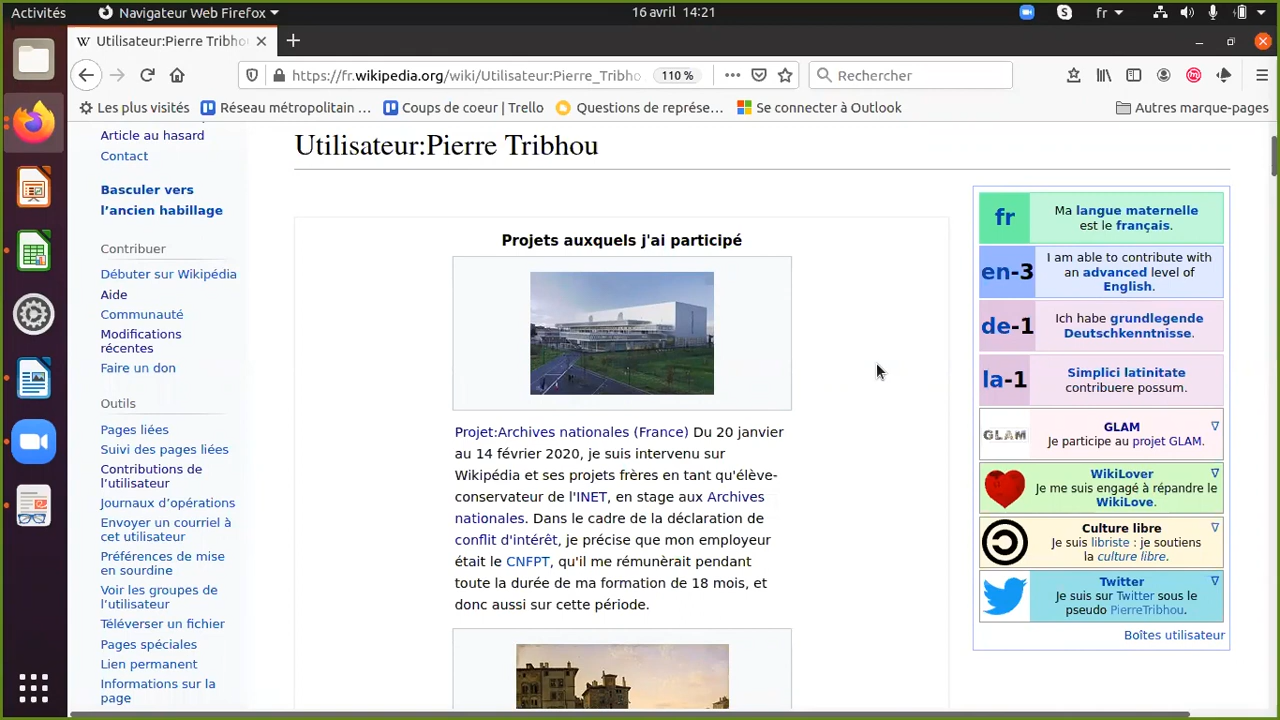 Activités
Navigateur Web Firefox
16 avril 14:21
fr
W Utilisateur:Pierre Tribho
https://fr.wikipedia.org/wiki/Utilisateur:Pierre_Tribho
110 %
Rechercher
Les plus visités
Réseau métropolitain ...
Coups de coeur | Trello
Questions de représe...
Se connecter à Outlook
Autres marque-pages
Article au hasard
Contact
Basculer vers
l’ancien habillage
Contribuer
Débuter sur Wikipédia
Aide
Communauté
Modifications
récentes
Faire un don
Outils
Pages liées
Suivi des pages liées
Contributions de
l’utilisateur
Journaux d’opérations
Envoyer un courriel à
cet utilisateur
Préférences de mise
en sourdine
Voir les groupes de
l’utilisateur
Téléverser un fichier
Pages spéciales
Lien permanent
Informations sur la
page
Utilisateur:Pierre Tribhou
Projets auxquels j'ai participé
Projet:Archives nationales (France) Du 20 janvier
au 14 février 2020, je suis intervenu sur
Wikipédia et ses projets frères en tant qu'élève-
conservateur de l'INET, en stage aux Archives
nationales. Dans le cadre de la déclaration de
conflit d'intérêt, je précise que mon employeur
était le CNFPT, qu'il me rémunèrait pendant
toute la durée de ma formation de 18 mois, et
donc aussi sur cette période.
fr
Ma langue maternelle
est le français.
en-3
I am able to contribute with
an advanced level of
English.
de-1
Ich habe grundlegende
Deutschkenntnisse.
la-1
Simplici latinitate
contribuere possum.
GLAM
GLAM
Je participe au projet GLAM.
WikiLover
Je me suis engagé à répandre le
WikiLove.
Culture libre
Je suis libriste : je soutiens
la culture libre.
Twitter
Je suis sur Twitter sous le
pseudo PierreTribhou.
Boîtes utilisateur